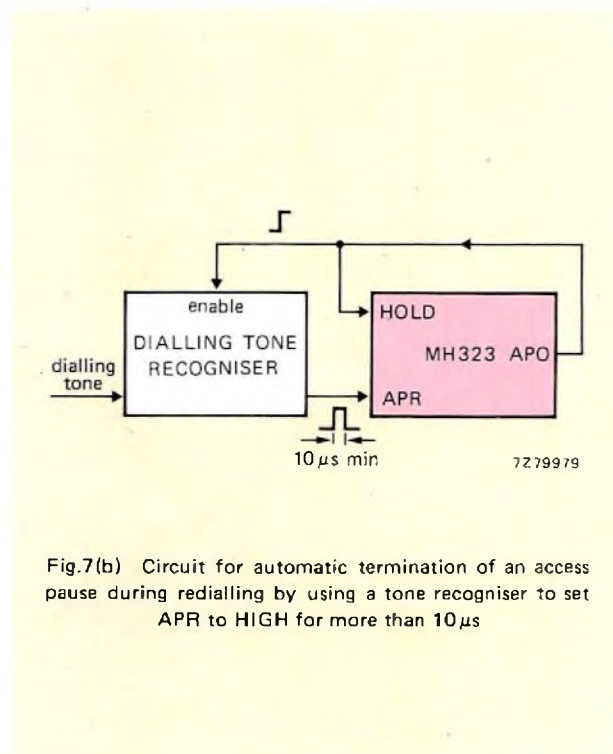 enable
DIALLING TONE
RECOGNISER
dialling
tone
HOLD
MH323 APO
APR
10 μs min
7Z79979
Fig.7(b) Circuit for automatic termination of an access
pause during redialling by using a tone recogniser to set
APR to HIGH for more than 10 μs